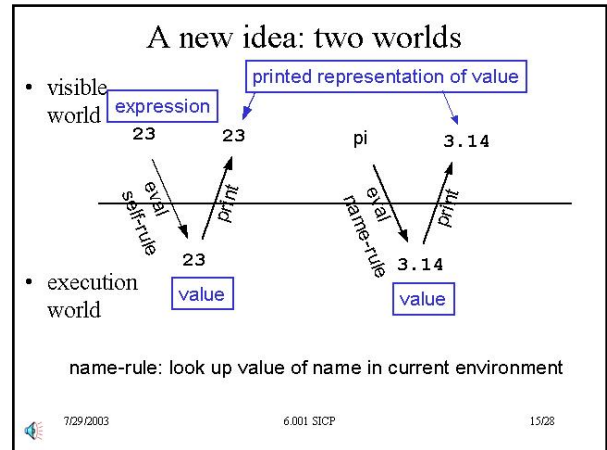 A new idea: two worlds
• visible world
printed representation of value
expression
23 23 pi 3.14
eval self-rule
print
eval name-rule
print
23 3.14
• execution world
value value
name-rule: look up value of name in current environment
7/29/2003 6.001 SICP 15/28